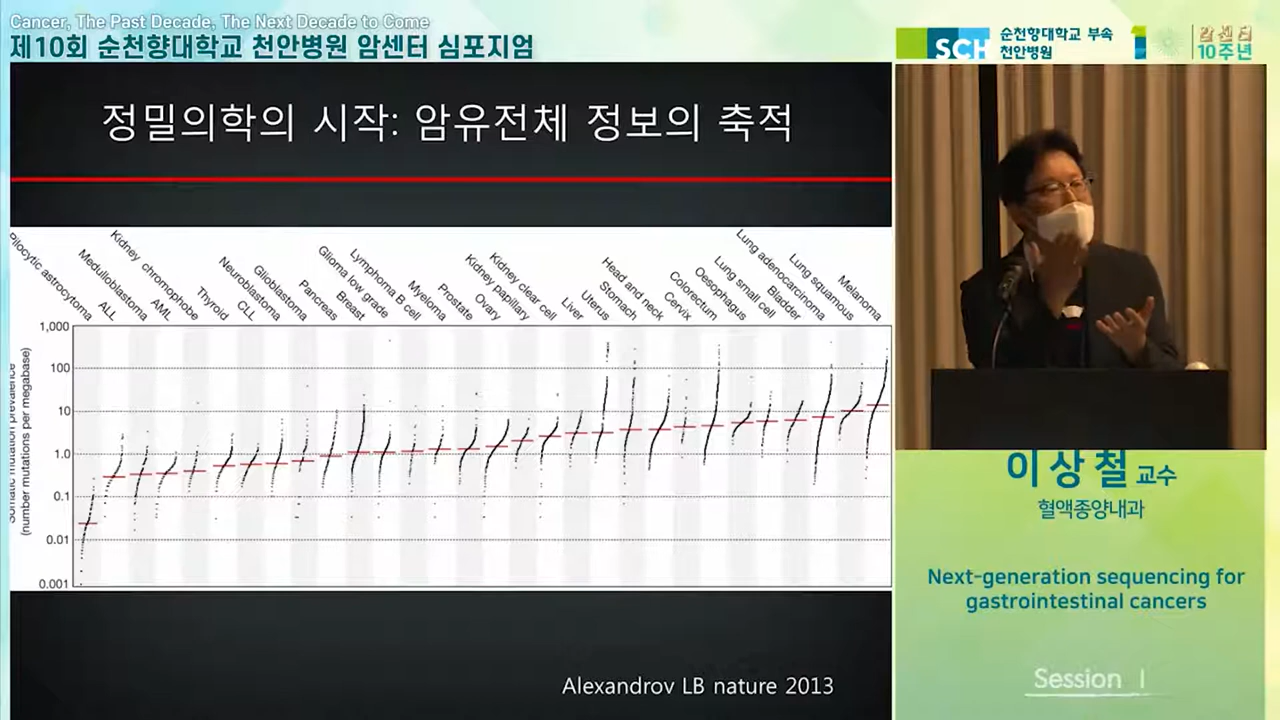 Cancer, The Past Decade, The Next Decade to Come
제10회 순천향대학교 천안병원 암센터 심포지엄
SCH
순천향대학교 부속
천안병원
암센터
10주년
정밀의학의 시작: 암유전체 정보의 축적
Pilocytic astrocytoma
ALL
Medulloblastoma
Kidney chromophobe
AML
Thyroid
CLL
Neuroblastoma
Glioblastoma
Pancreas
Breast
Glioma low grade
Lymphoma B cell
Myeloma
Prostate
Ovary
Kidney papillary
Kidney clear cell
Liver
Uterus
Stomach
Head and neck
Cervix
Colorectum
Oesophagus
Lung small cell
Bladder
Lung adenocarcinoma
Lung squamous
Melanoma
Somatic mutation prevalence
(number mutations per megabase)
1,000
100
10
1.0
0.1
0.01
0.001
Alexandrov LB nature 2013
이상철 교수
혈액종양내과
Next-generation sequencing for
gastrointestinal cancers
Session I